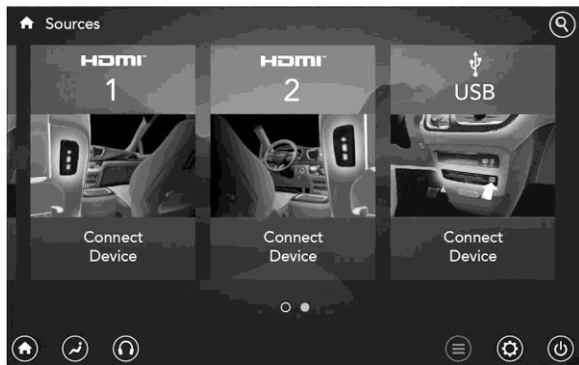 Sources
HDMI
1
Connect
Device
HDMI
2
Connect
Device
USB
Connect
Device